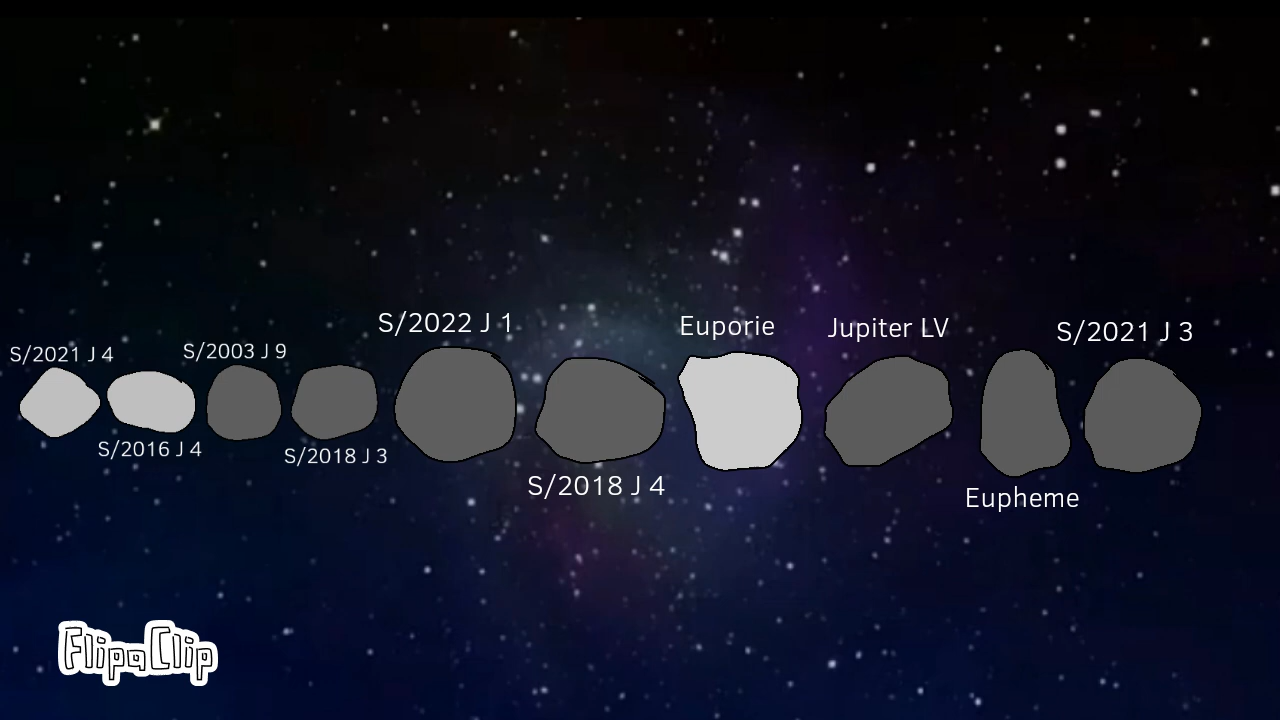 S/2021 J 4
S/2016 J 4
S/2003 J 9
S/2018 J 3
S/2022 J 1
S/2018 J 4
Euporie
Jupiter LV
Eupheme
S/2021 J 3
FlipaClip